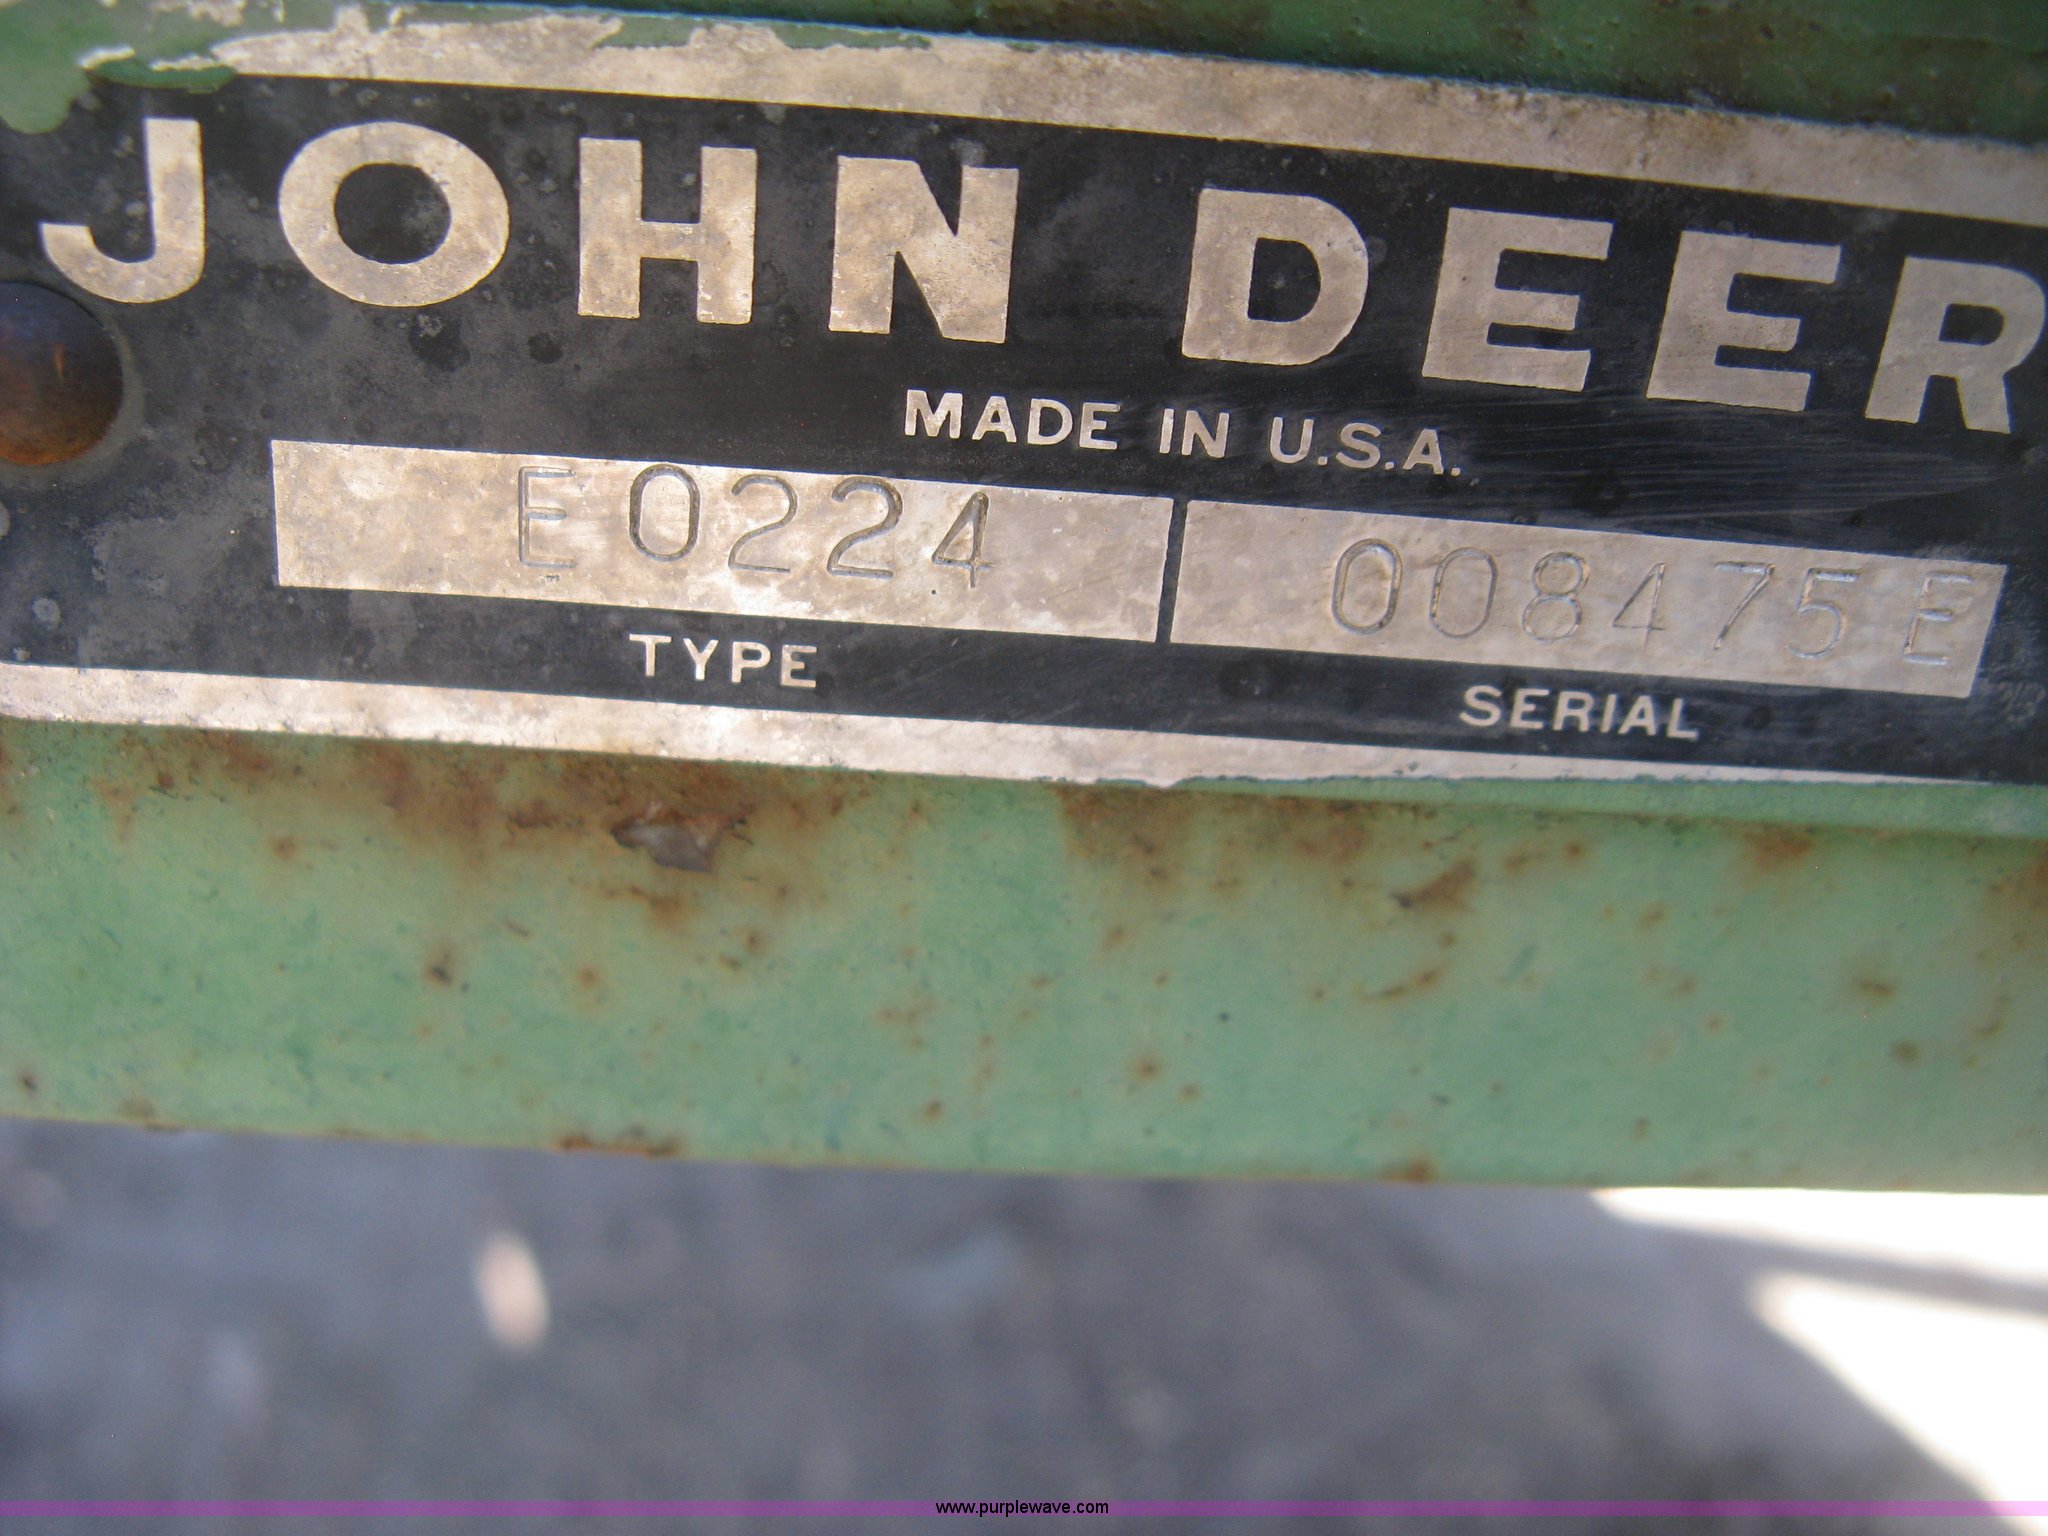 JOHN DEER
MADE IN U.S.A.
E0224 008475E
TYPE SERIAL
www.purplewave.com